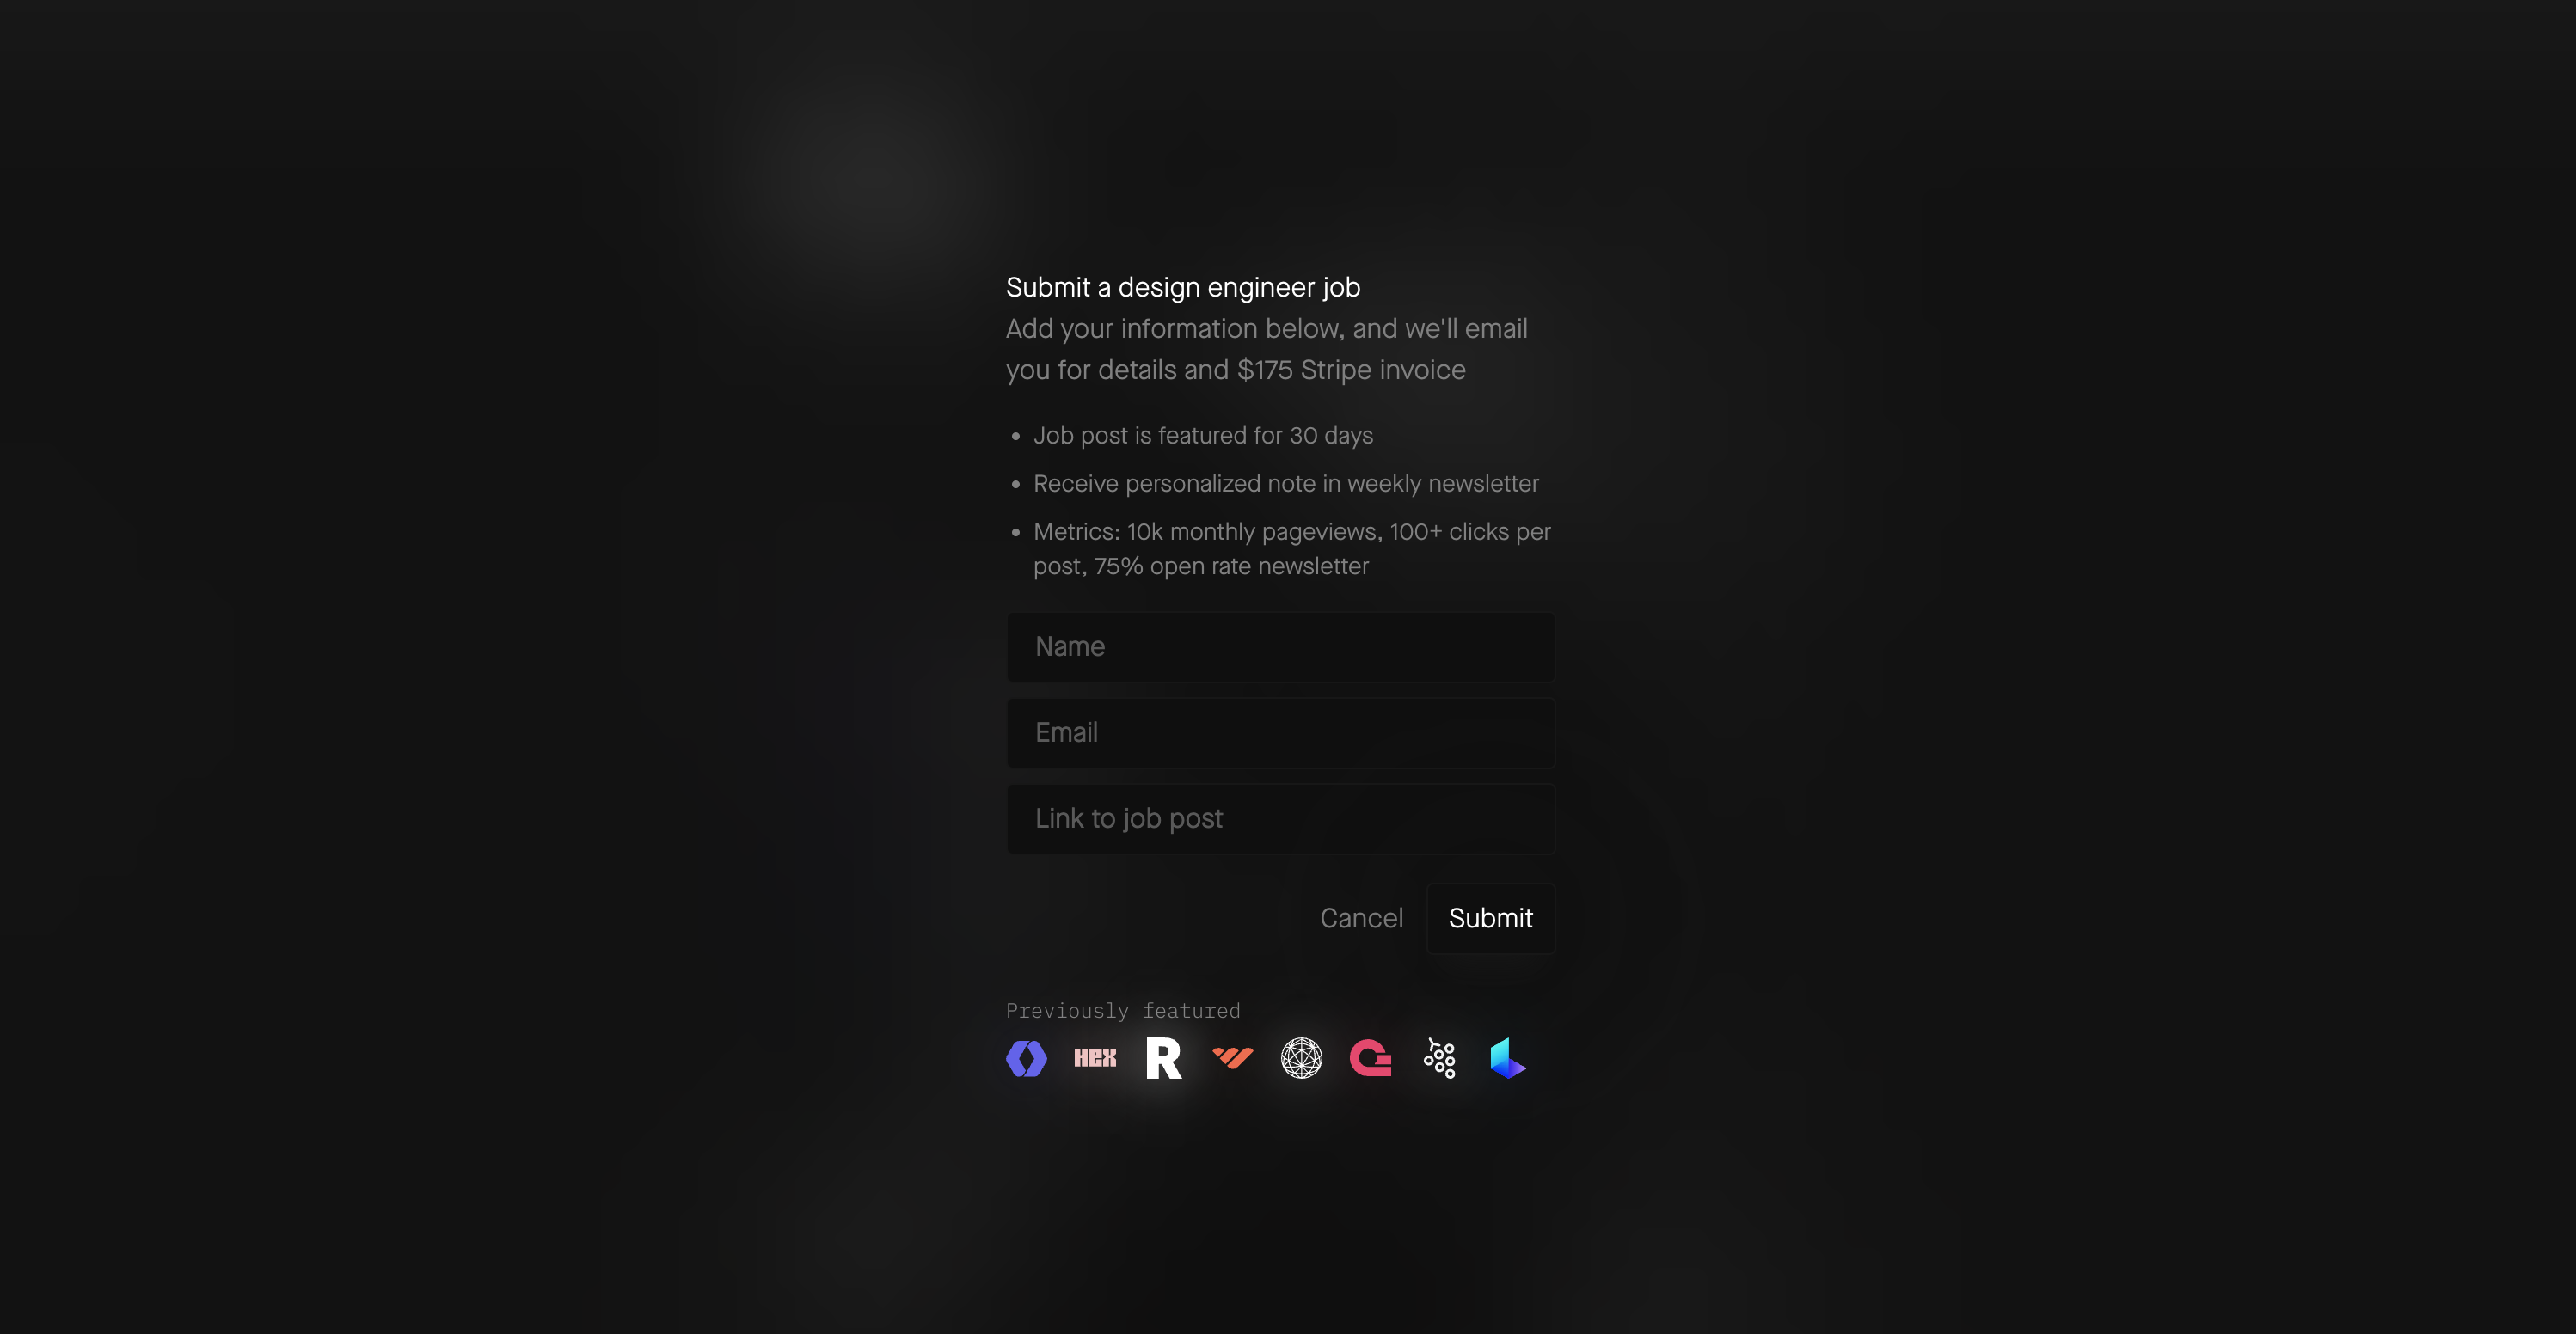 Submit a design engineer job
Add your information below, and we'll email
you for details and $175 Stripe invoice
Job post is featured for 30 days
Receive personalized note in weekly newsletter
Metrics: 10k monthly pageviews, 100+ clicks per
post, 75% open rate newsletter
Name
Email
Link to job post
Cancel
Submit
Previously featured
HEX
R